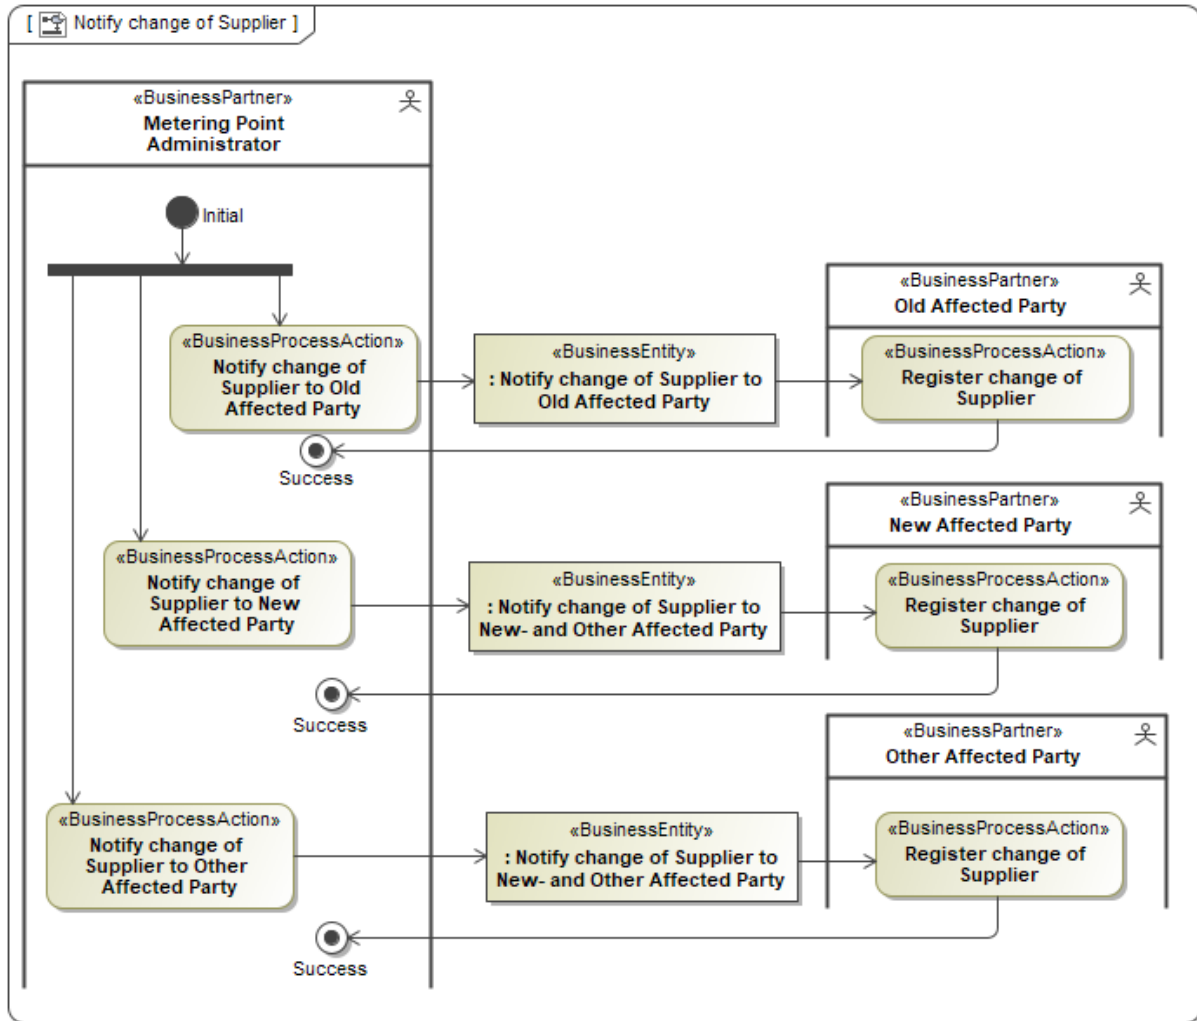 [ Notify change of Supplier ]
«BusinessPartner»
Metering Point
Administrator
Initial
«BusinessPartner»
Old Affected Party
«BusinessProcessAction»
Notify change of
Supplier to Old
Affected Party
«BusinessEntity»
: Notify change of Supplier to
Old Affected Party
«BusinessProcessAction»
Register change of
Supplier
Success
«BusinessPartner»
New Affected Party
«BusinessProcessAction»
Notify change of
Supplier to New
Affected Party
«BusinessEntity»
: Notify change of Supplier to
New- and Other Affected Party
«BusinessProcessAction»
Register change of
Supplier
Success
«BusinessPartner»
Other Affected Party
«BusinessProcessAction»
Notify change of
Supplier to Other
Affected Party
«BusinessEntity»
: Notify change of Supplier to
New- and Other Affected Party
«BusinessProcessAction»
Register change of
Supplier
Success